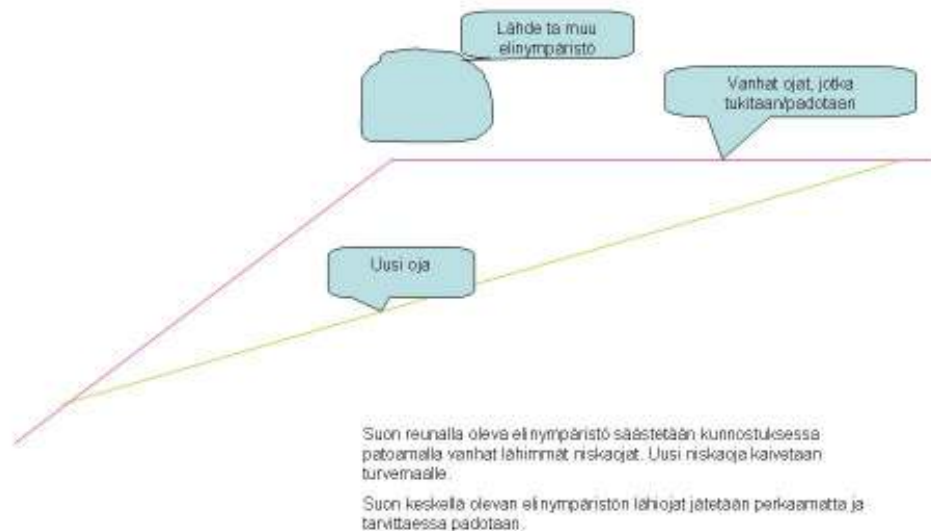 Lähde ta muu
elinympäristö
Vanhat ojat, jotka
tukitaan/padotaan
Uusi oja
Suon reunalla oleva elinympäristö säästetään kunnostuksessa
patoamalla vanhat lähimmät niskaojat. Uusi niskaoja kaivetaan
turvemaalle.
Suon keskellä olevan elinympäristön lähiojat jätetään perkaamatta ja
tarvittaessa padotaan.